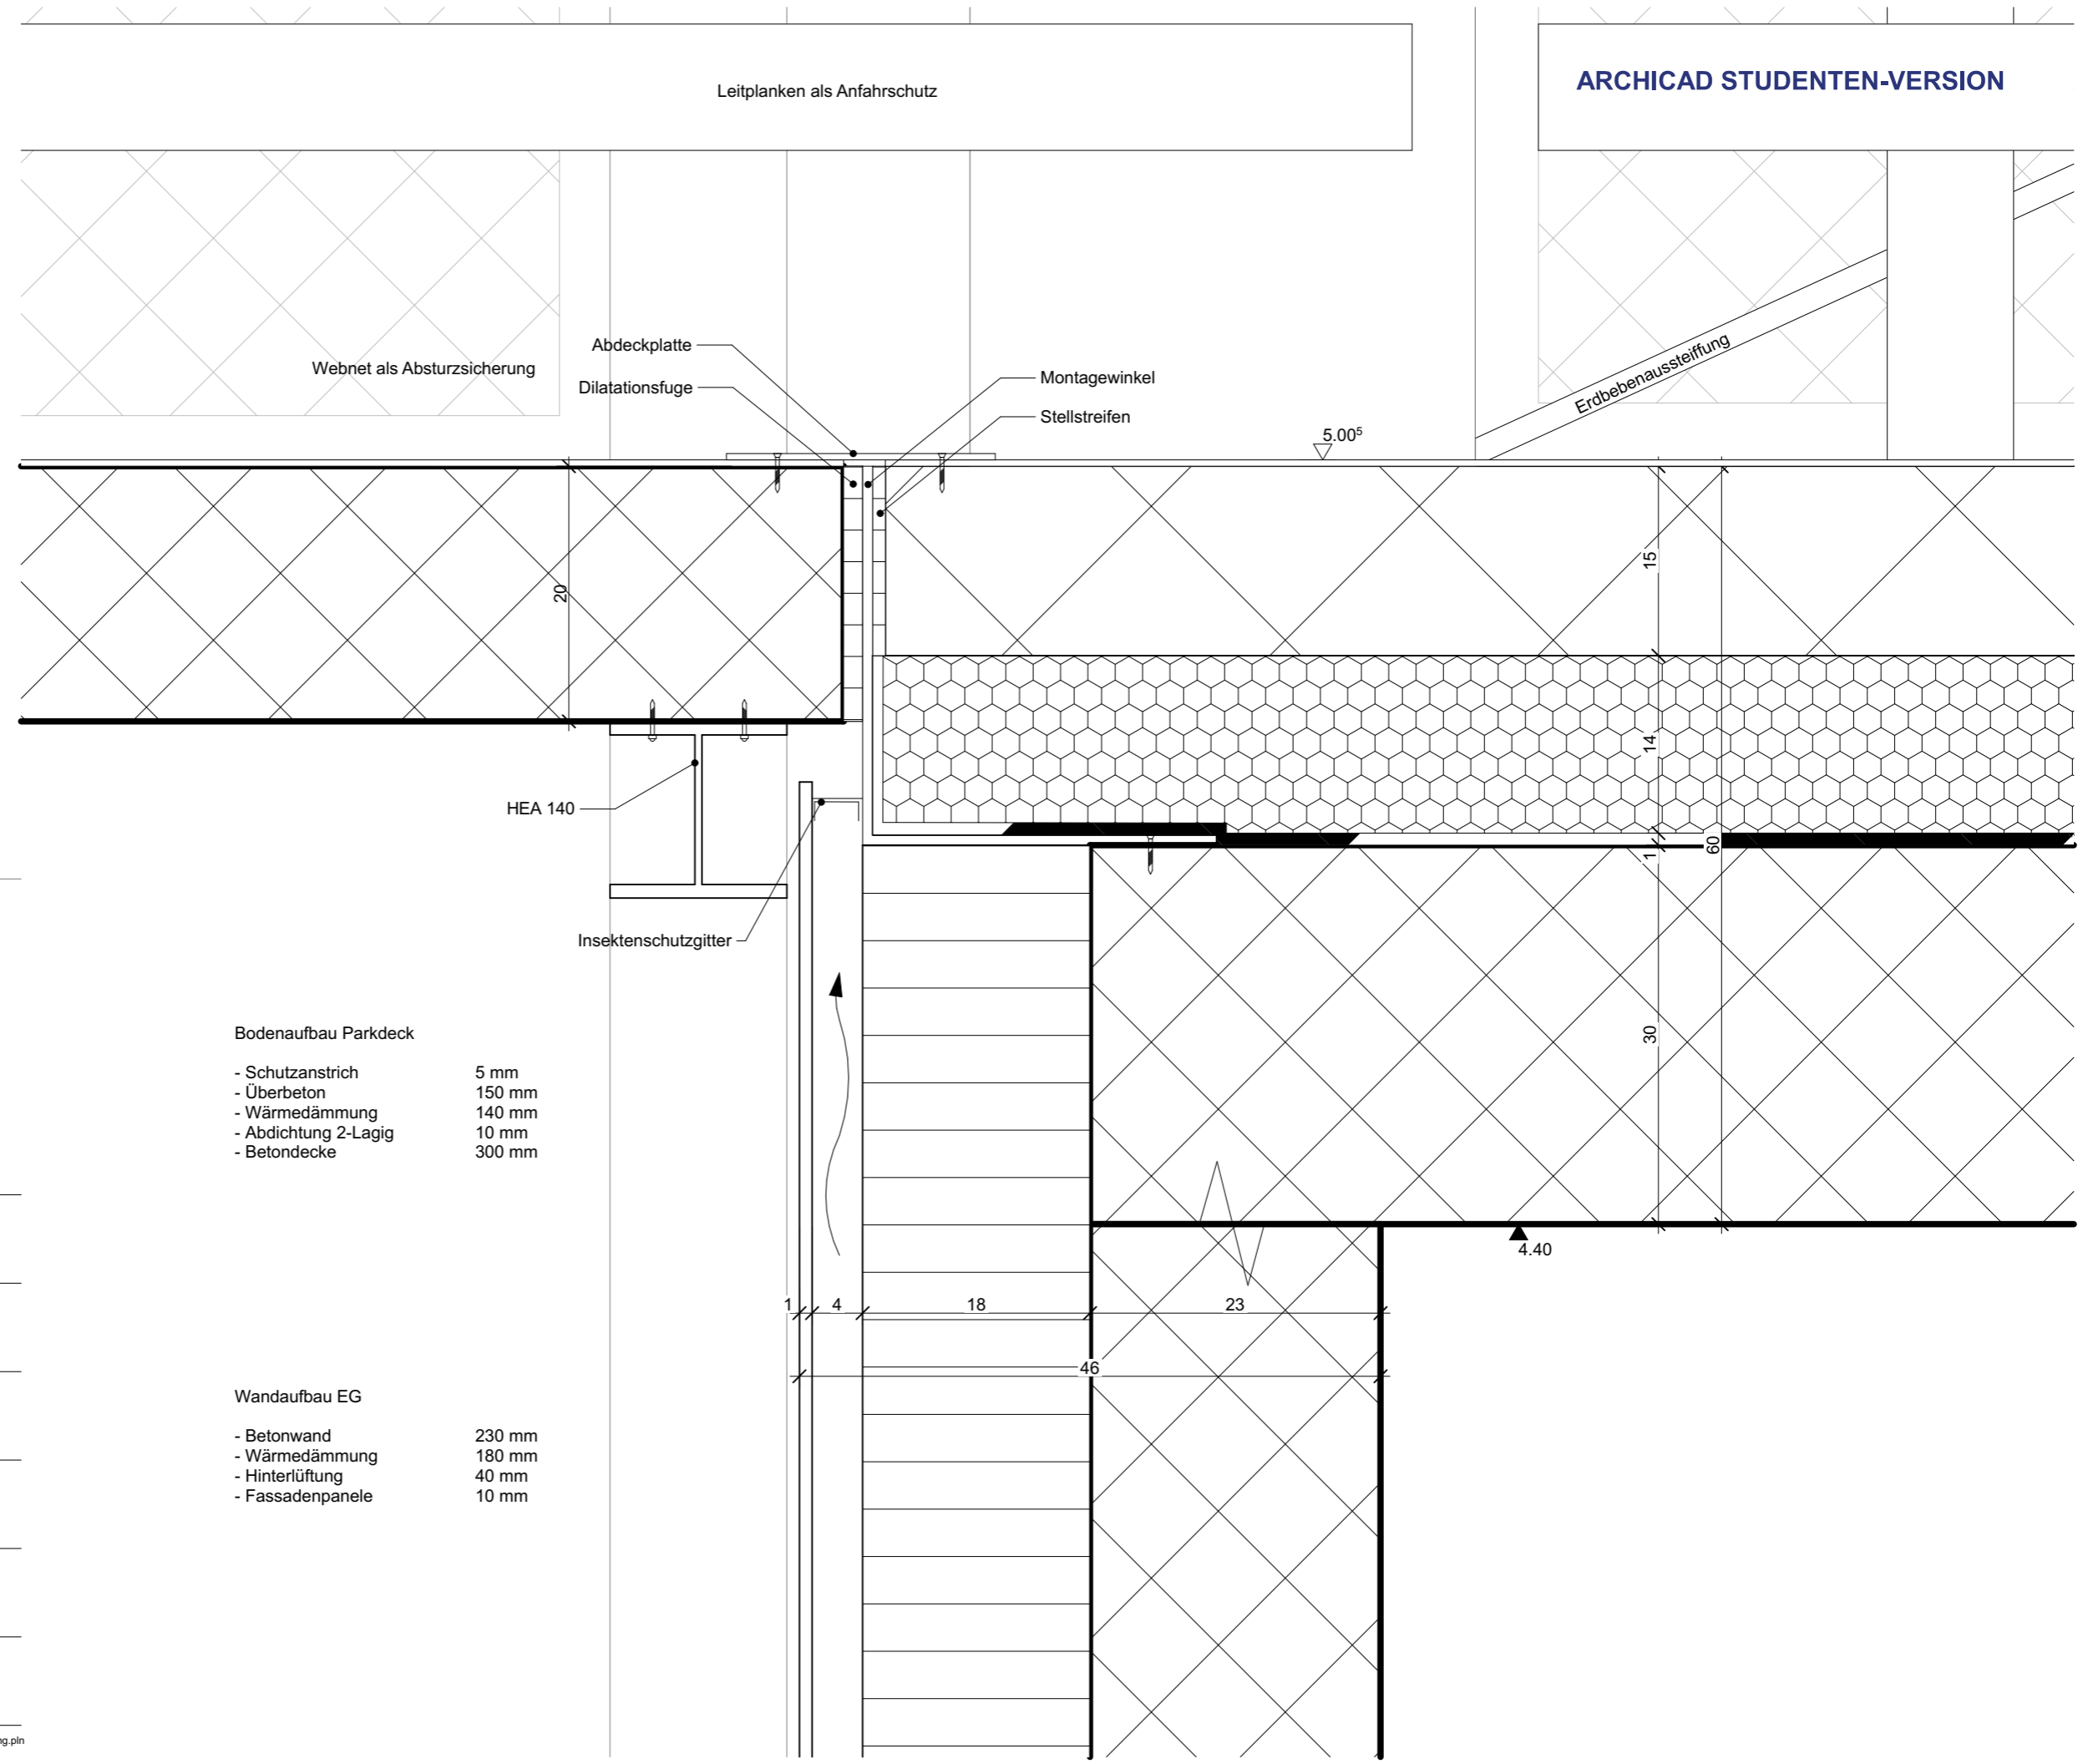 Leitplanken als Anfahrschutz
ARCHICAD STUDENTEN-VERSION
Abdeckplatte
Webnet als Absturzsicherung
Dilatationsfuge
Montagewinkel
Stellstreifen
Erdbebenaussteiffung
5.00⁵
20
15
14
1
60
30
HEA 140
Insektenschutzgitter
Bodenaufbau Parkdeck
- Schutzanstrich 5 mm
- Überbeton 150 mm
- Wärmedämmung 140 mm
- Abdichtung 2-Lagig 10 mm
- Betondecke 300 mm
4.40
1 4 18 23
46
Wandaufbau EG
- Betonwand 230 mm
- Wärmedämmung 180 mm
- Hinterlüftung 40 mm
- Fassadenpanele 10 mm
ng.pln